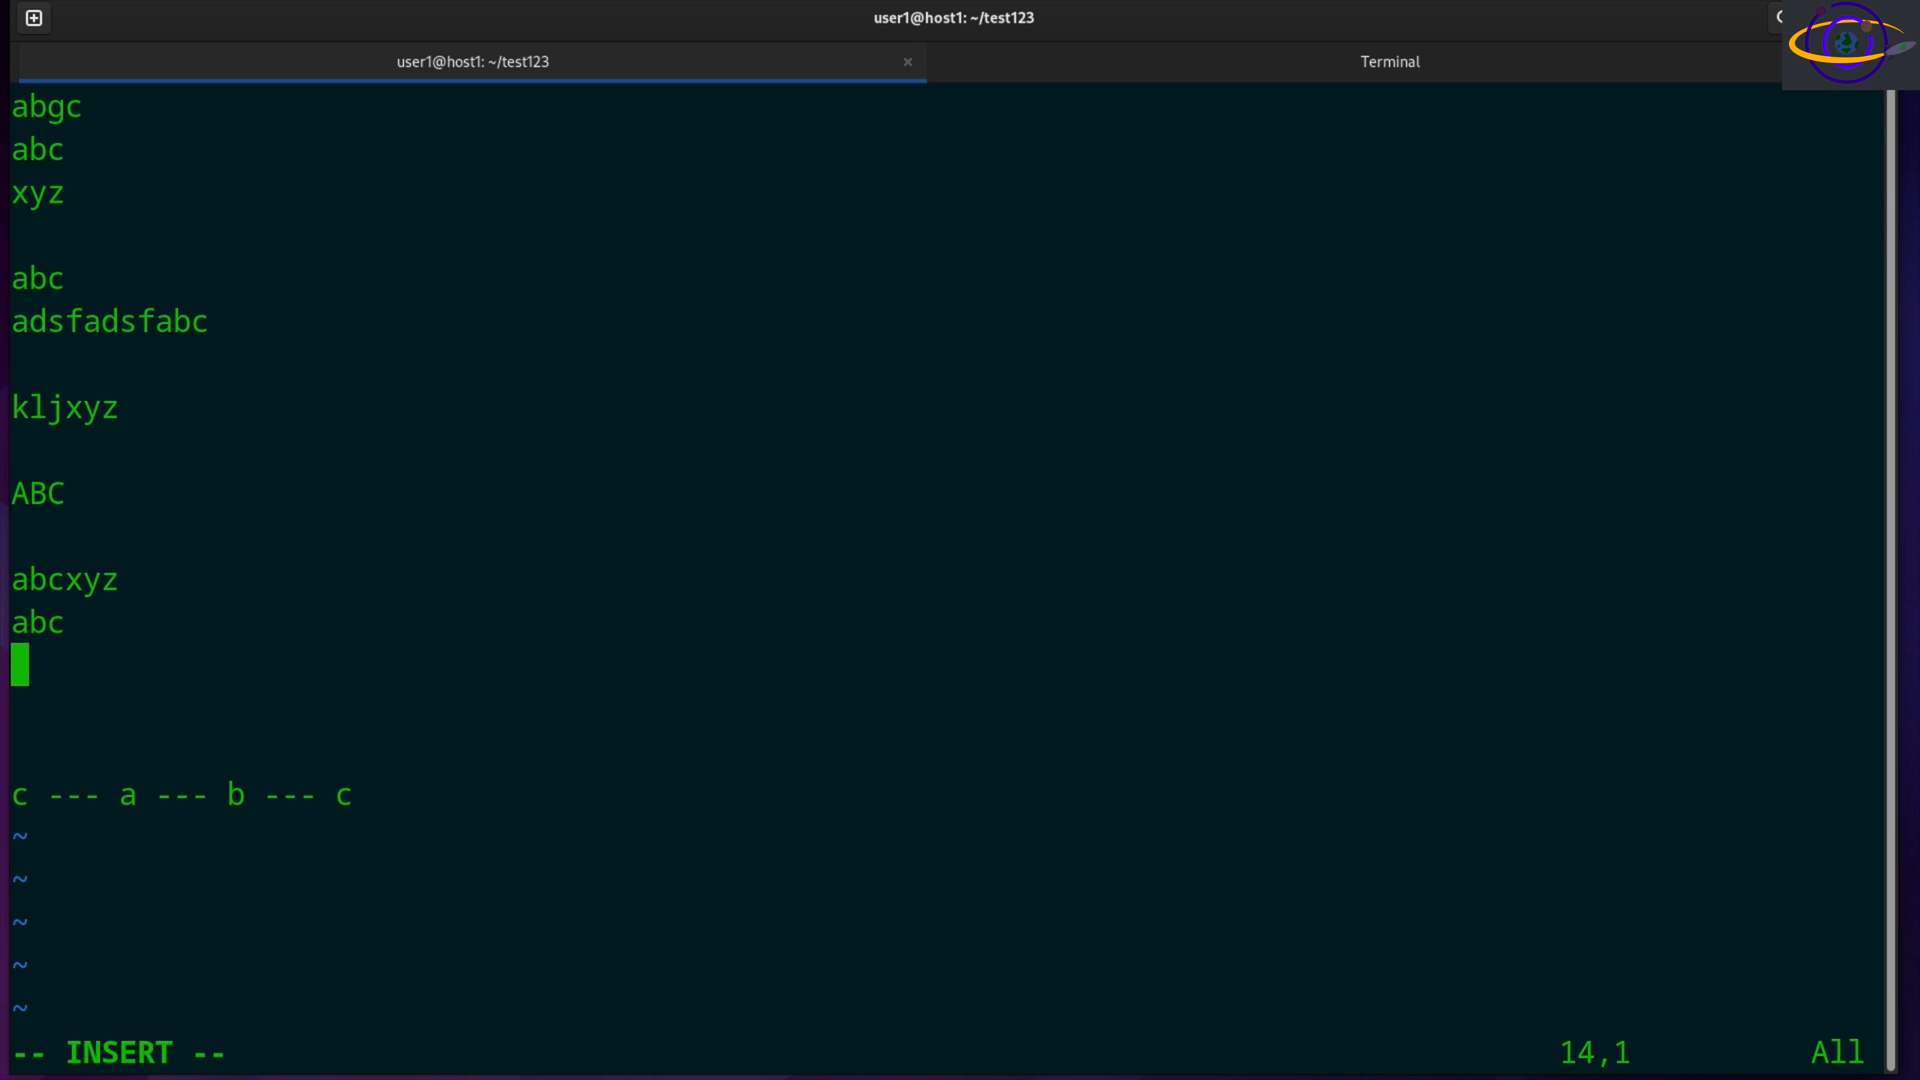 user1@host1: ~/test123
user1@host1: ~/test123 ×
Terminal
abgc
abc
xyz
abc
adsfadsfabc
kljxyz
ABC
abcxyz
abc
c --- a --- b --- c
~
~
~
~
~
-- INSERT -- 14,1 All